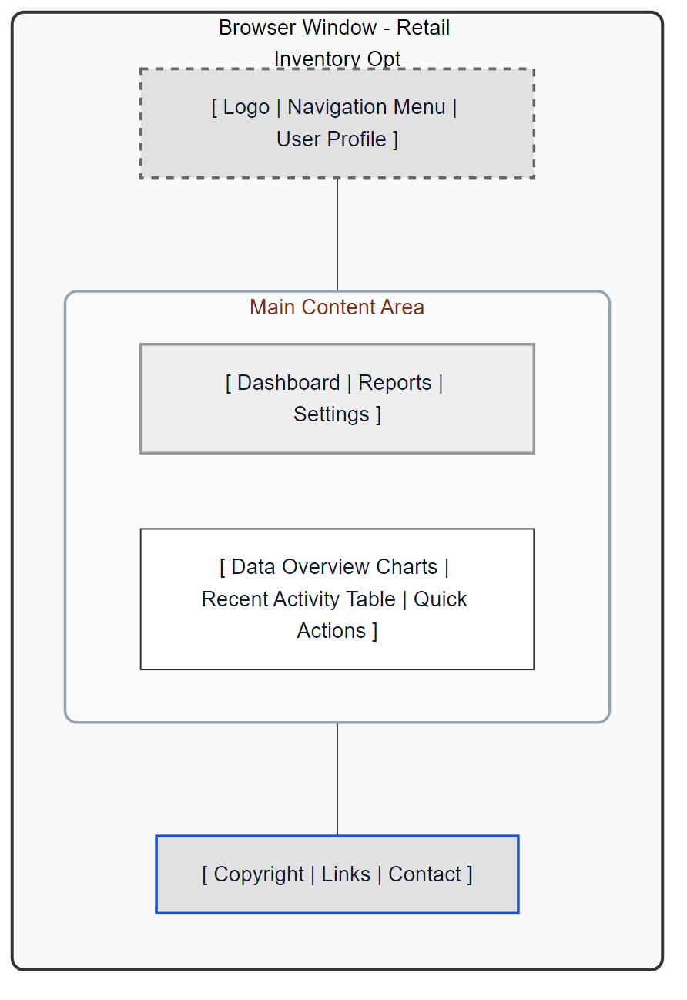 Browser Window - Retail
Inventory Opt
[ Logo | Navigation Menu |
User Profile ]
Main Content Area
[ Dashboard | Reports |
Settings ]
[ Data Overview Charts |
Recent Activity Table | Quick
Actions ]
[ Copyright | Links | Contact ]